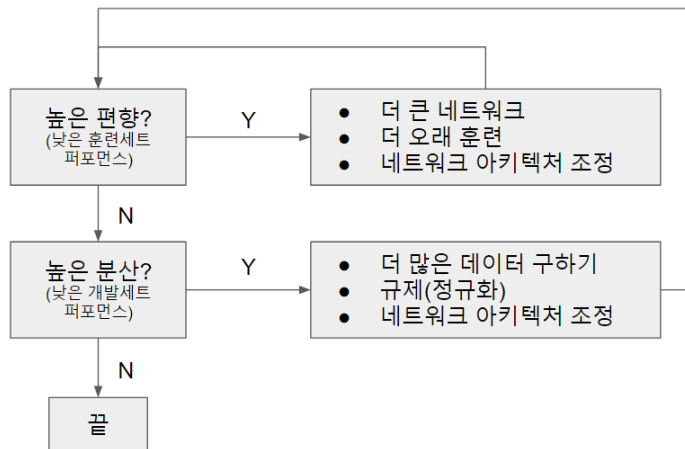 높은 편향?
(낮은 훈련세트
퍼포먼스)
Y
● 더 큰 네트워크
● 더 오래 훈련
● 네트워크 아키텍처 조정
N
높은 분산?
(낮은 개발세트
퍼포먼스)
Y
● 더 많은 데이터 구하기
● 규제(정규화)
● 네트워크 아키텍처 조정
N
끝